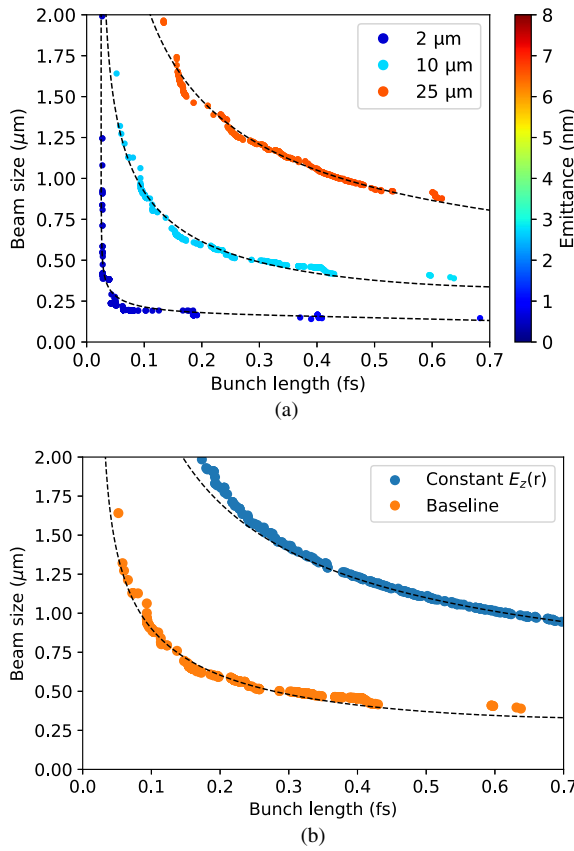 2.00
1.75
1.50
1.25
1.00
0.75
0.50
0.25
0.00
Beam size (μm)
0.0 0.1 0.2 0.3 0.4 0.5 0.6 0.7
Bunch length (fs)
2 μm
10 μm
25 μm
8
7
6
5
4
3
2
1
0
Emittance (nm)
(a)
2.00
1.75
1.50
1.25
1.00
0.75
0.50
0.25
0.00
Beam size (μm)
0.0 0.1 0.2 0.3 0.4 0.5 0.6 0.7
Bunch length (fs)
Constant E_z(r)
Baseline
(b)